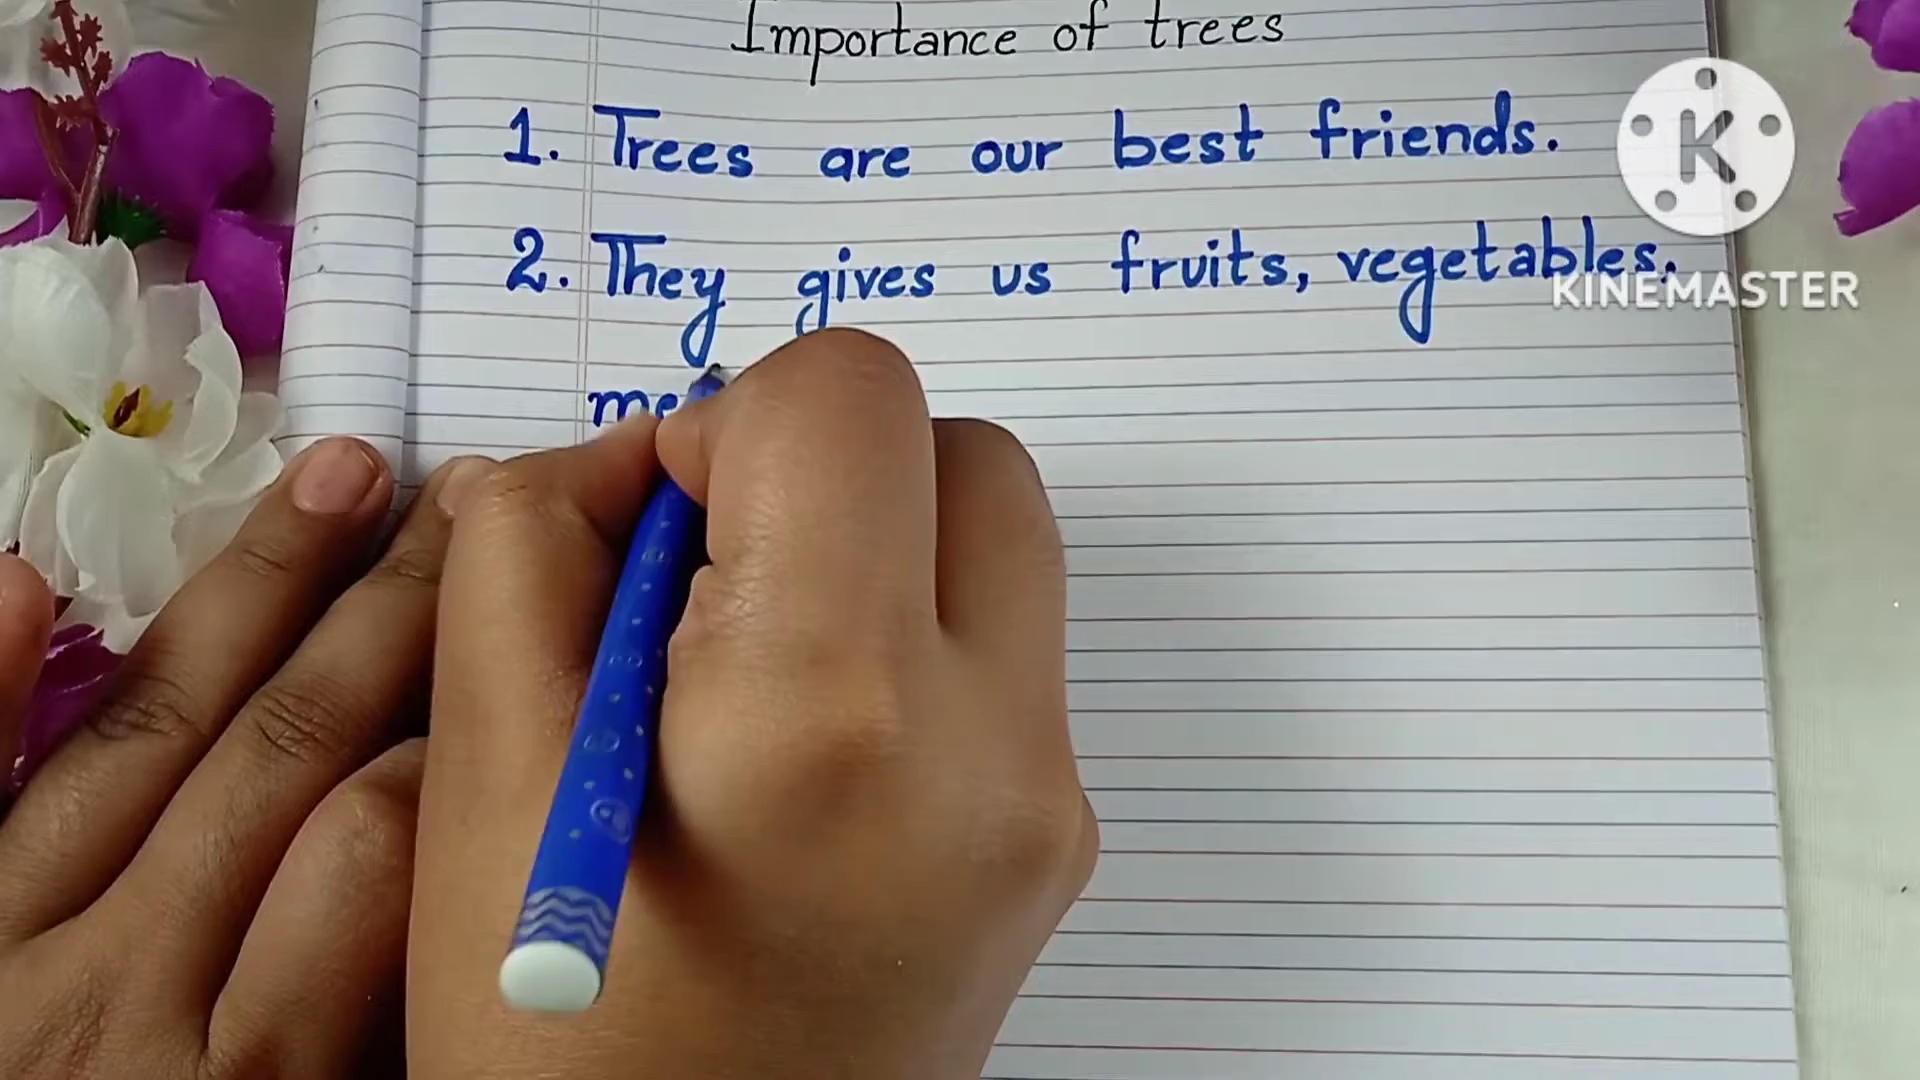 Importance of trees
1. Trees are our best friends.
2. They gives us fruits, vegetables,
K
KINEMASTER